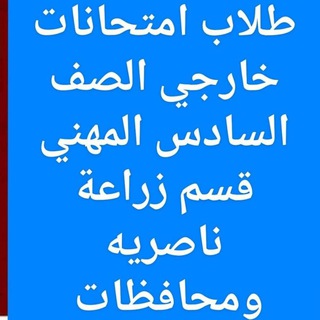 طلاب امتحانات
خارجي الصف
السادس المهني
قسم زراعة
ناصريه
ومحافظات